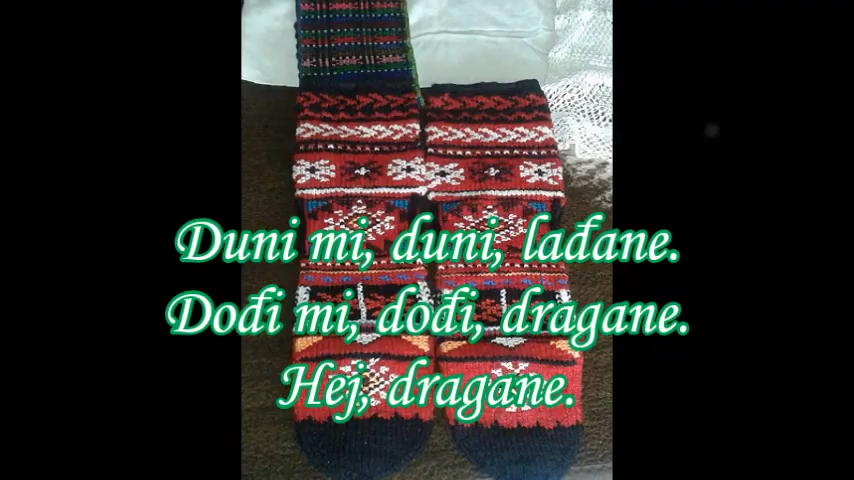 Duni mi, duni, lađane.
Dođi mi, dođi, dragane.
Hej, dragane.